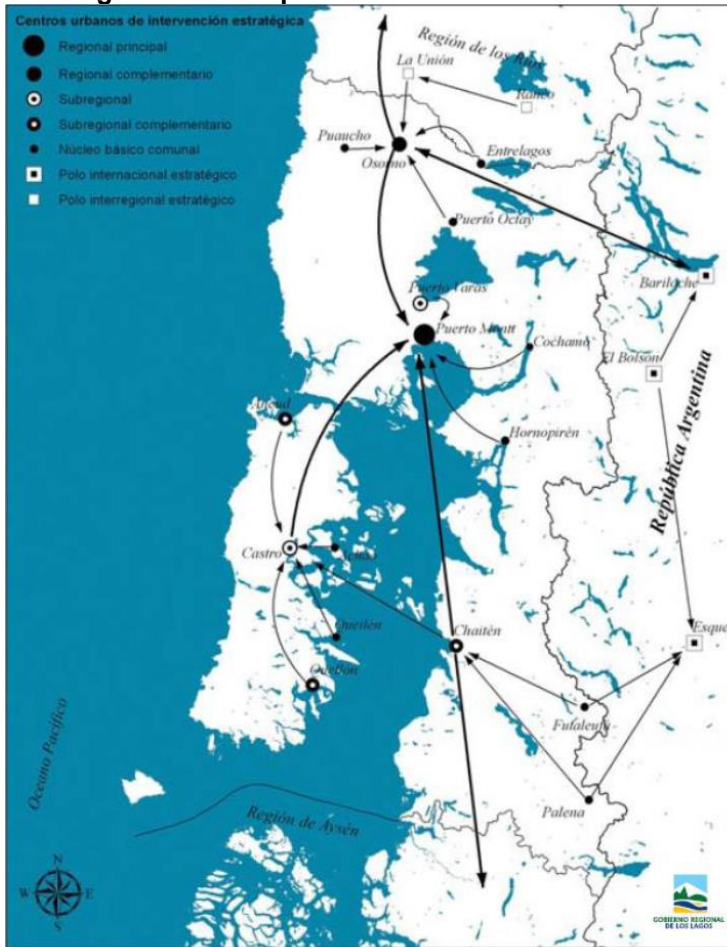 Centros urbanos de intervención estratégica
Regional principal
Regional complementario
Subregional
Subregional complementario
Núcleo básico comunal
Polo internacional estratégico
Polo interregional estratégico
Región de los Ríos
La Unión
Ranco
Puaucho
Osorno
Entrelagos
Puerto Octay
Bariloche
Puerto Varas
Puerto Montt
Cochamó
El Bolsón
Ancud
Hornopirén
República Argentina
Castro
Queilén
Chaitén
Esquel
Quellón
Futaleufú
Oceano Pacífico
Palena
Región de Aysén
N
W
E
S
GOBIERNO REGIONAL
DE LOS LAGOS